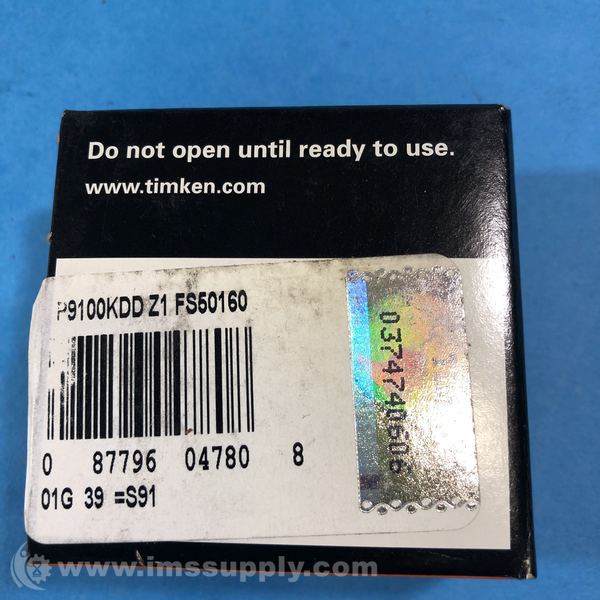 Do not open until ready to use.
www.timken.com
P9100KDD Z1 FS50160
0 87796 04780 8
01G 39 =S91
0374740606
www.imssupply.com